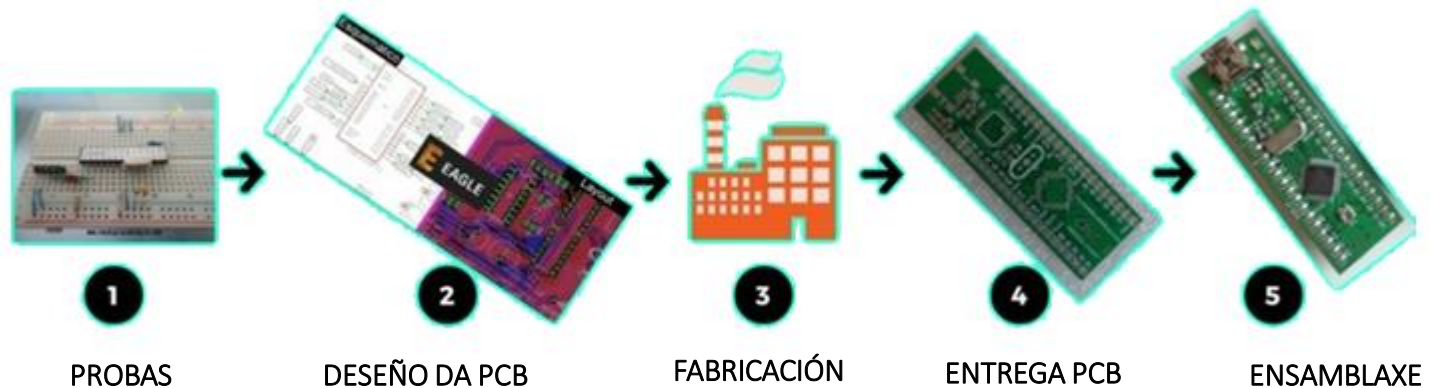 Esquemático
E EAGLE
Layout
1
2
3
4
5
PROBAS
DESEÑO DA PCB
FABRICACIÓN
ENTREGA PCB
ENSAMBLAXE